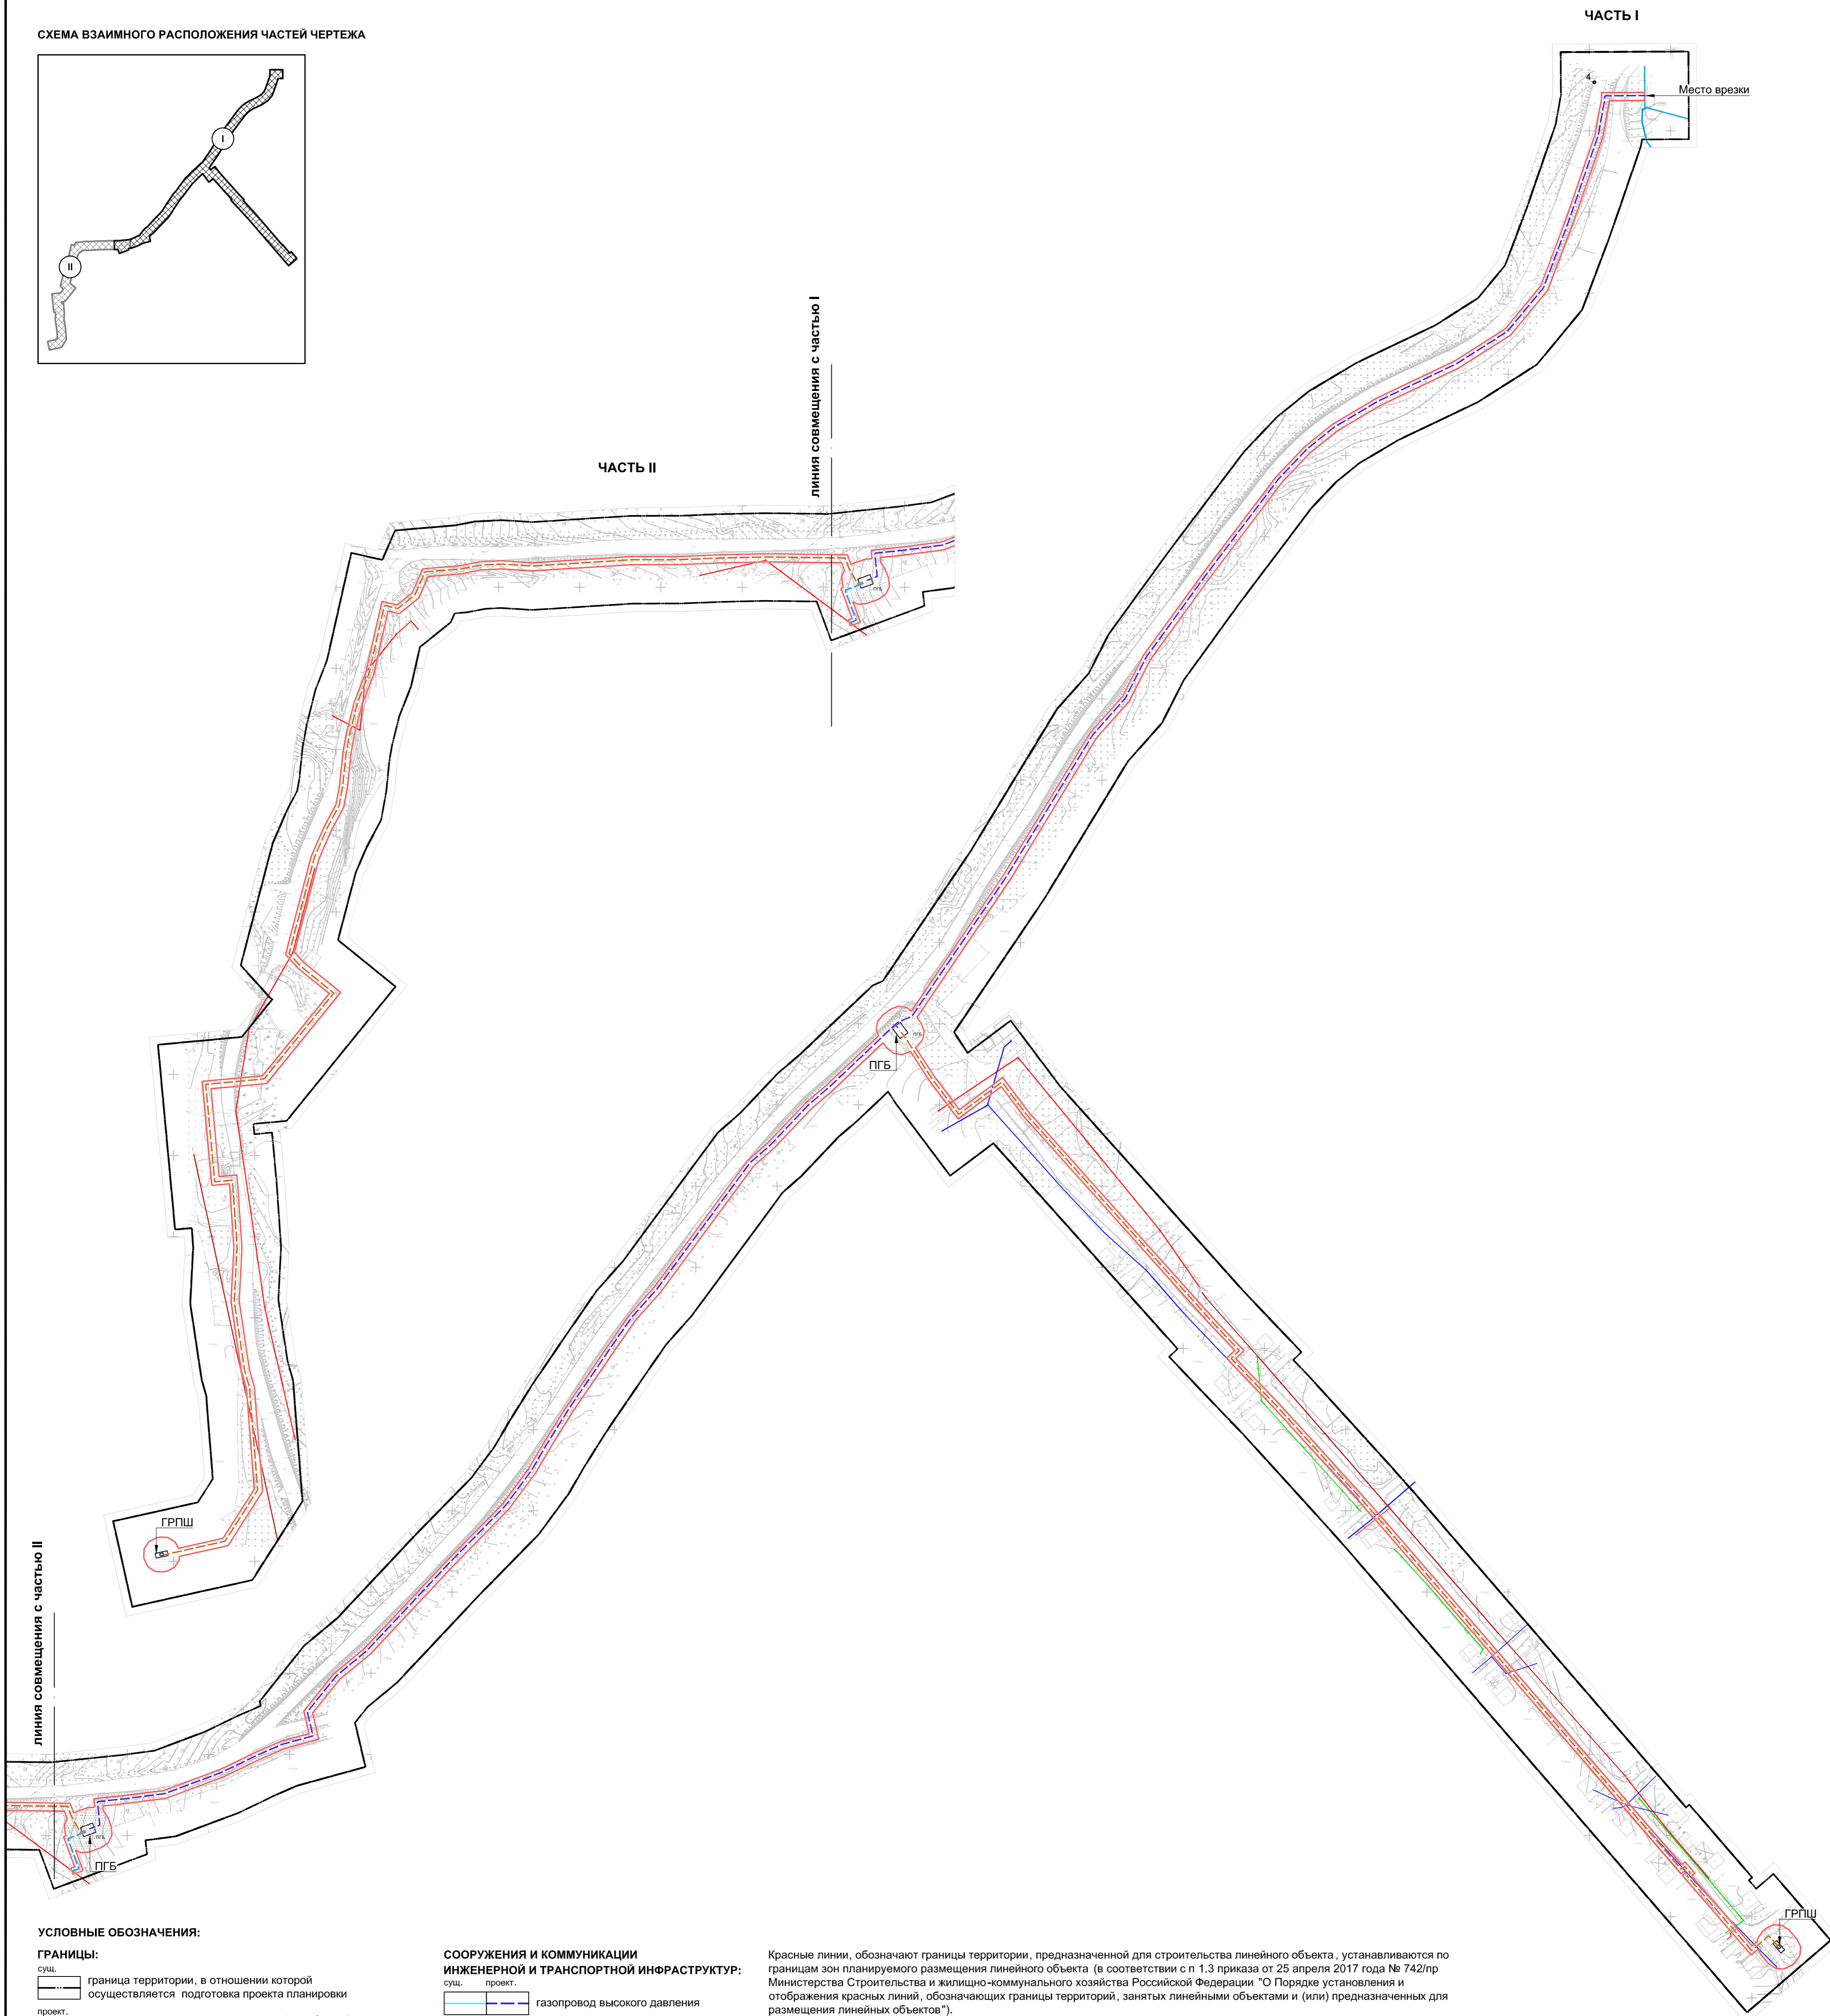 ЧАСТЬ I
СХЕМА ВЗАИМНОГО РАСПОЛОЖЕНИЯ ЧАСТЕЙ ЧЕРТЕЖА
I
II
4
Место врезки
линия совмещения с частью I
ЧАСТЬ II
ПГБ
ПГБ
ПГБ
ГРПШ
линия совмещения с частью II
ПГБ
ПГБ
ГРПШ
УСЛОВНЫЕ ОБОЗНАЧЕНИЯ:
ГРАНИЦЫ:
сущ.
граница территории, в отношении которой
осуществляется подготовка проекта планировки
проект.
СООРУЖЕНИЯ И КОММУНИКАЦИИ
ИНЖЕНЕРНОЙ И ТРАНСПОРТНОЙ ИНФРАСТРУКТУР:
сущ. проект.
газопровод высокого давления
Красные линии, обозначают границы территории, предназначенной для строительства линейного объекта, устанавливаются по
границам зон планируемого размещения линейного объекта (в соответствии с п 1.3 приказа от 25 апреля 2017 года № 742/пр
Министерства Строительства и жилищно-коммунального хозяйства Российской Федерации "О Порядке установления и
отображения красных линий, обозначающих границы территорий, занятых линейными объектами и (или) предназначенных для
размещения линейных объектов").